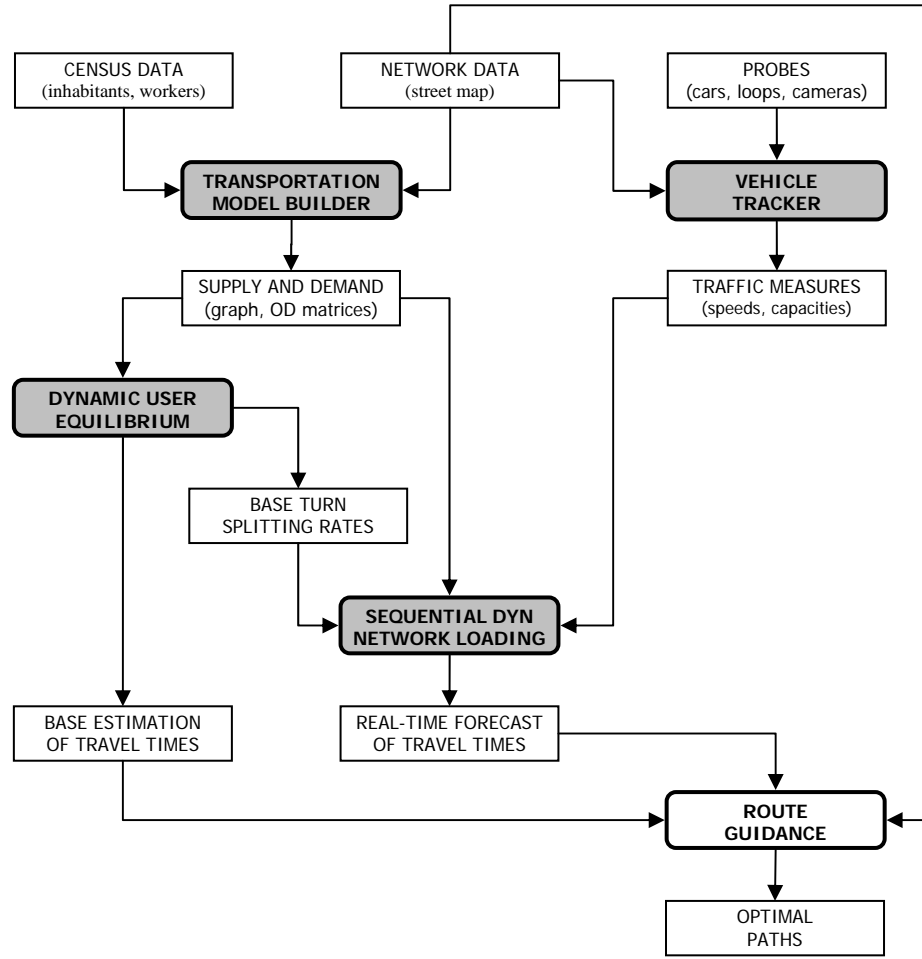 CENSUS DATA
(inhabitants, workers)
NETWORK DATA
(street map)
PROBES
(cars, loops, cameras)
TRANSPORTATION
MODEL BUILDER
VEHICLE
TRACKER
SUPPLY AND DEMAND
(graph, OD matrices)
TRAFFIC MEASURES
(speeds, capacities)
DYNAMIC USER
EQUILIBRIUM
BASE TURN
SPLITTING RATES
SEQUENTIAL DYN
NETWORK LOADING
BASE ESTIMATION
OF TRAVEL TIMES
REAL-TIME FORECAST
OF TRAVEL TIMES
ROUTE
GUIDANCE
OPTIMAL
PATHS